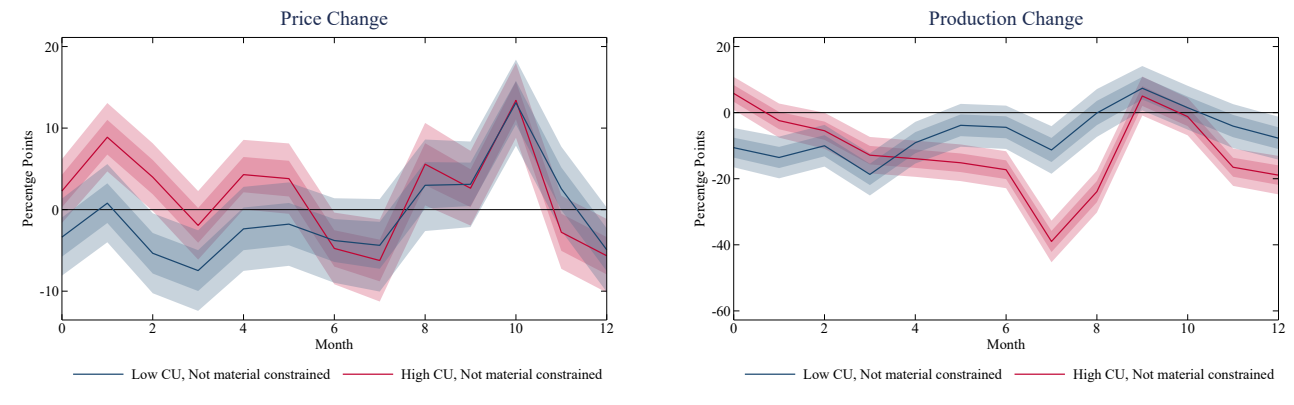 Price Change
Percentge Points
20
10
0
-10
0 2 4 6 8 10 12
Month
Low CU, Not material constrained High CU, Not material constrained
Production Change
Percentge Points
20
0
-20
-40
-60
0 2 4 6 8 10 12
Month
Low CU, Not material constrained High CU, Not material constrained